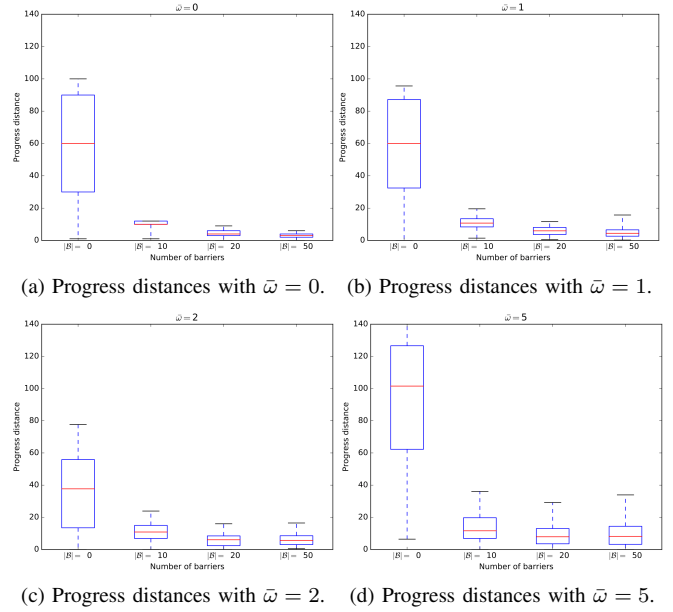 ω̄ = 0
140
120
100
80
60
40
20
0
Progress distance
|B| = 0 |B| = 10 |B| = 20 |B| = 50
Number of barriers
(a) Progress distances with ω̄ = 0.
ω̄ = 1
140
120
100
80
60
40
20
0
Progress distance
|B| = 0 |B| = 10 |B| = 20 |B| = 50
Number of barriers
(b) Progress distances with ω̄ = 1.
ω̄ = 2
140
120
100
80
60
40
20
0
Progress distance
|B| = 0 |B| = 10 |B| = 20 |B| = 50
Number of barriers
(c) Progress distances with ω̄ = 2.
ω̄ = 5
140
120
100
80
60
40
20
0
Progress distance
|B| = 0 |B| = 10 |B| = 20 |B| = 50
Number of barriers
(d) Progress distances with ω̄ = 5.